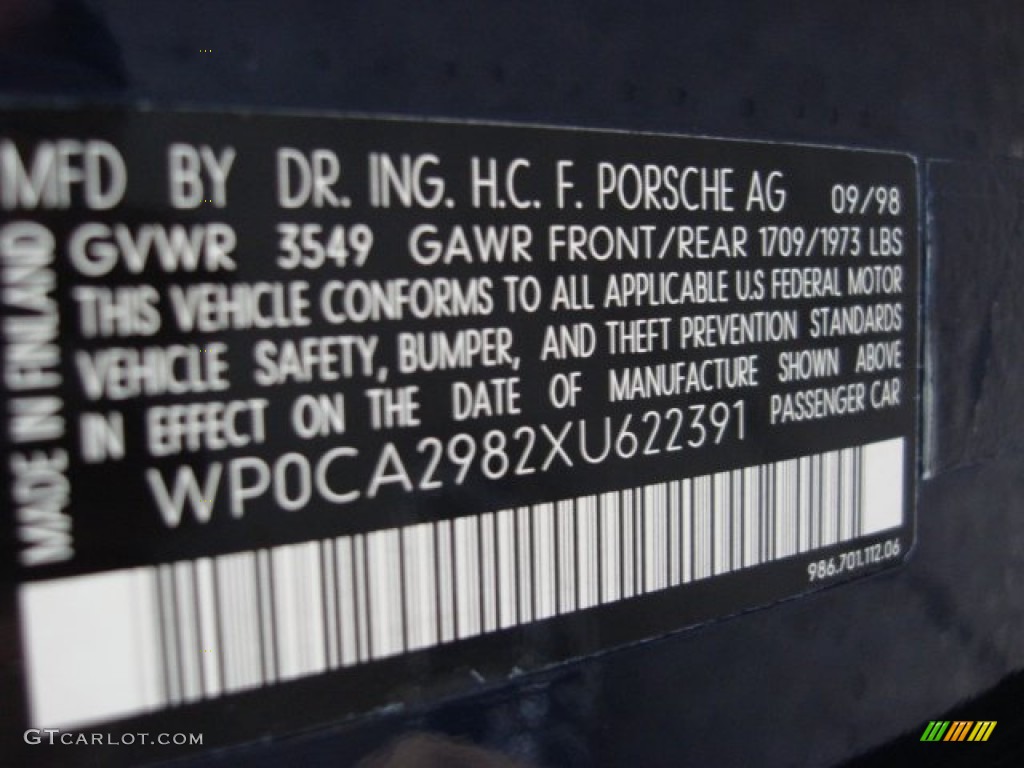 MFD BY DR. ING. H.C. F. PORSCHE AG 09/98
GVWR 3549 GAWR FRONT/REAR 1709/1973 LBS
THIS VEHICLE CONFORMS TO ALL APPLICABLE U.S FEDERAL MOTOR
VEHICLE SAFETY, BUMPER, AND THEFT PREVENTION STANDARDS
IN EFFECT ON THE DATE OF MANUFACTURE SHOWN ABOVE
WP0CA2982XU622391 PASSENGER CAR
MADE IN FINLAND
986.701.112.06
GTCARLOT.COM